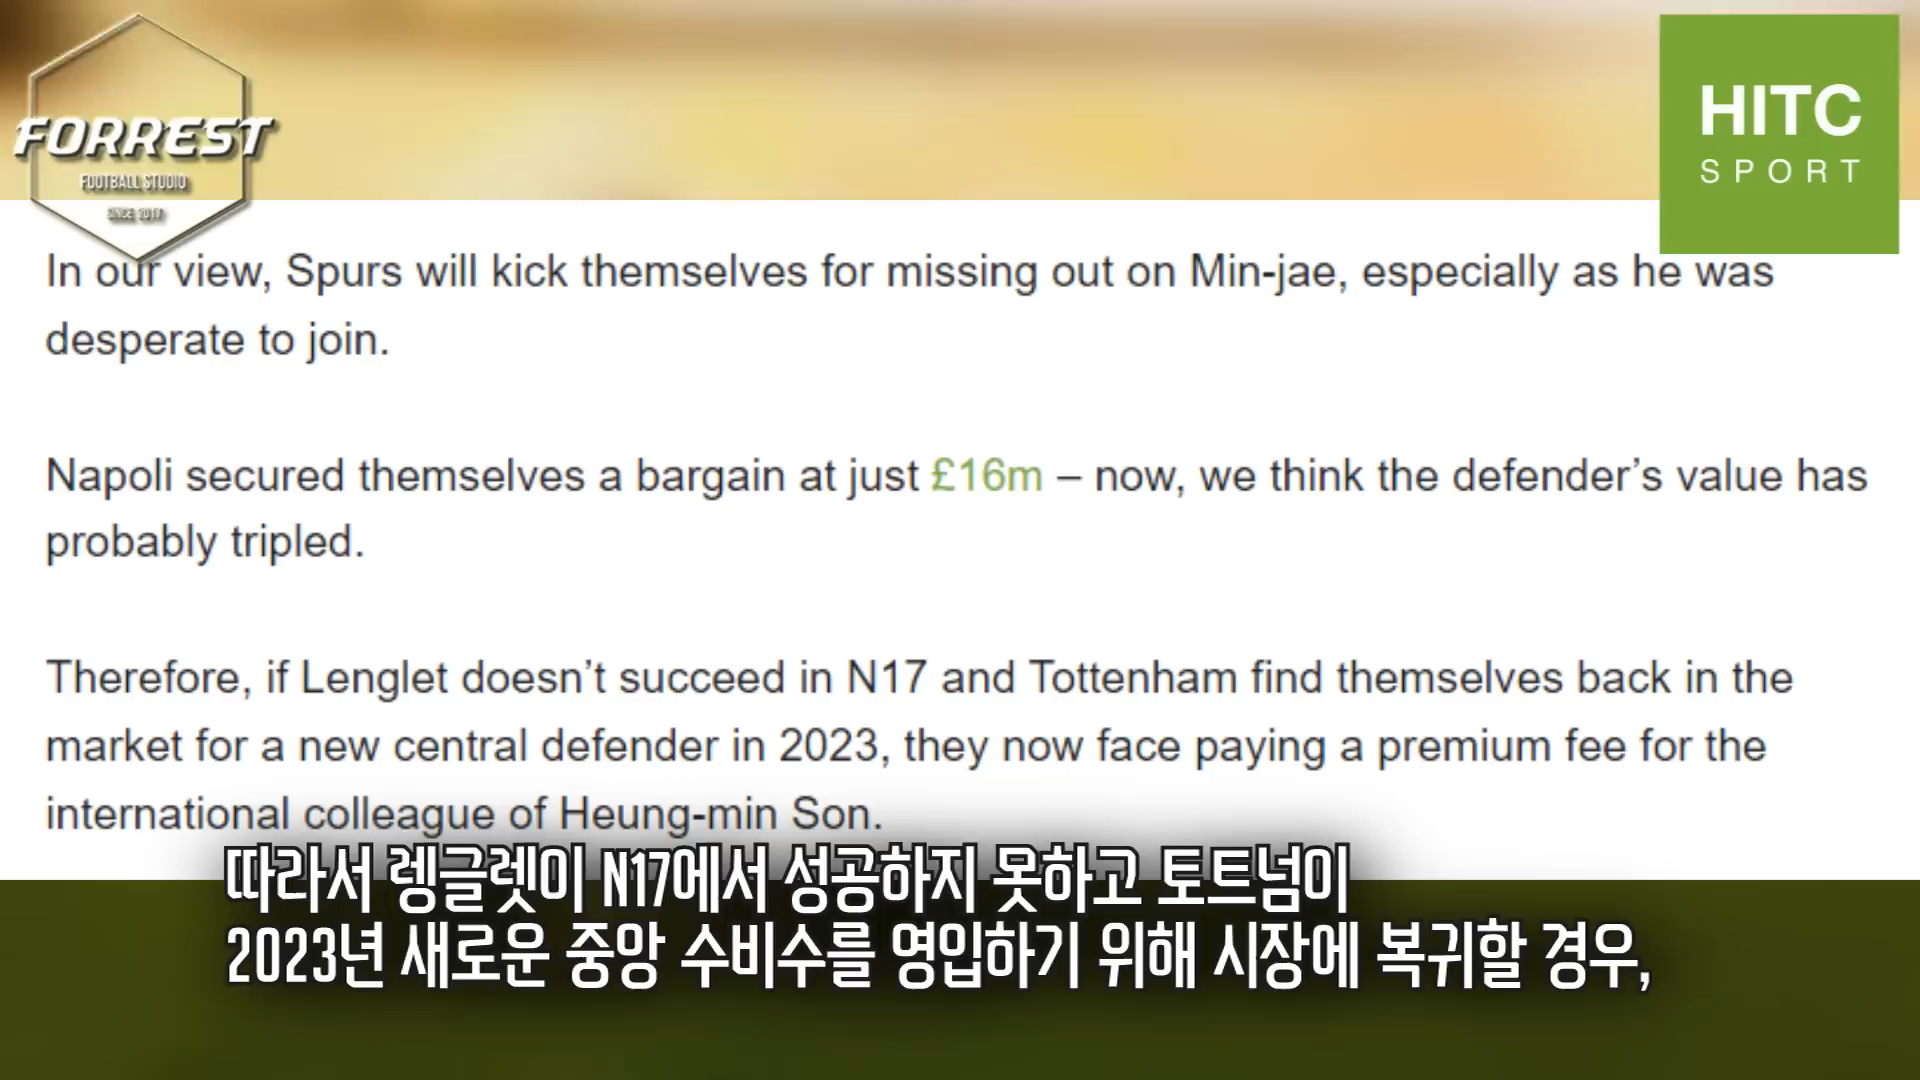 FORREST
FOOTBALL STUDIO
SINCE 2017
HITC
SPORT
In our view, Spurs will kick themselves for missing out on Min-jae, especially as he was
desperate to join.
Napoli secured themselves a bargain at just £16m – now, we think the defender’s value has
probably tripled.
Therefore, if Lenglet doesn’t succeed in N17 and Tottenham find themselves back in the
market for a new central defender in 2023, they now face paying a premium fee for the
international colleague of Heung-min Son.
따라서 렝글렛이 N17에서 성공하지 못하고 토트넘이
2023년 새로운 중앙 수비수를 영입하기 위해 시장에 복귀할 경우,